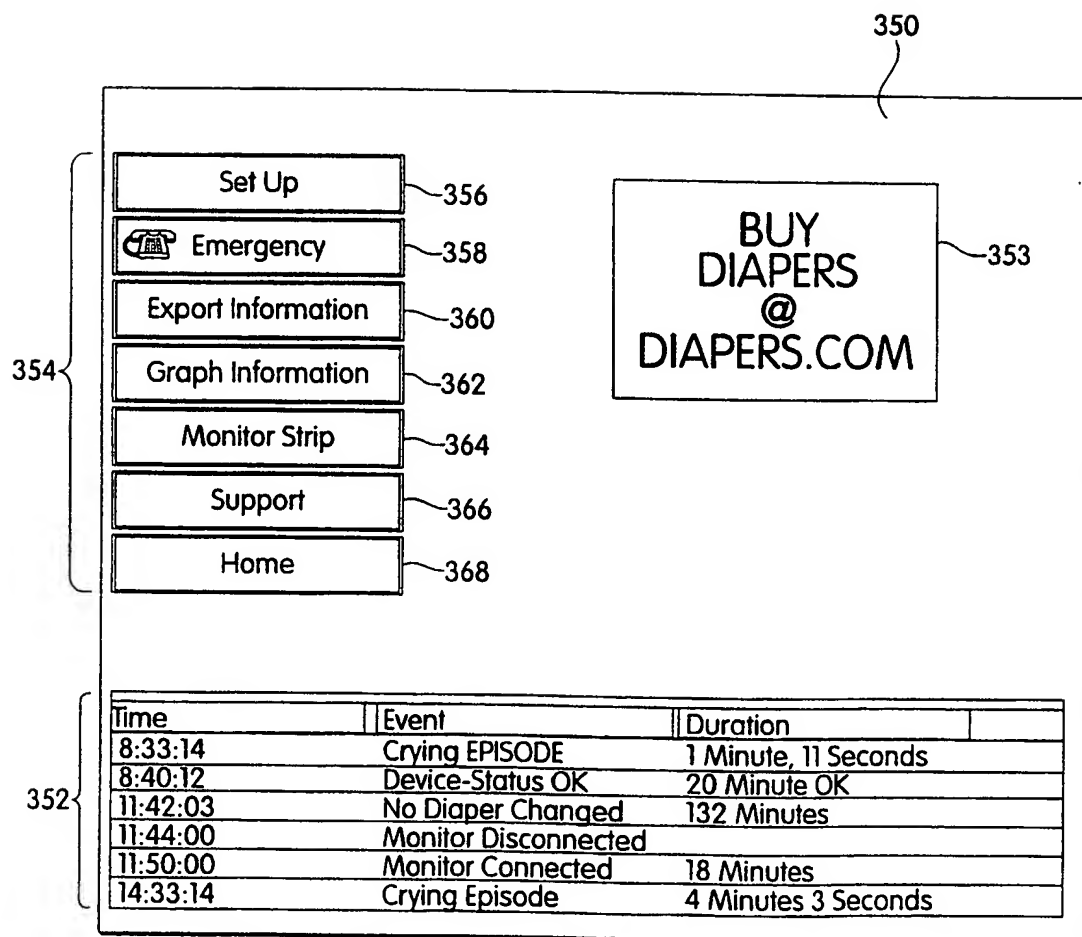 350
Set Up
356
Emergency
358
Export Information
360
354
Graph Information
362
Monitor Strip
364
Support
366
Home
368
BUY
DIAPERS
@
DIAPERS.COM
353
352
Time Event Duration
8:33:14 Crying EPISODE 1 Minute, 11 Seconds
8:40:12 Device-Status OK 20 Minute OK
11:42:03 No Diaper Changed 132 Minutes
11:44:00 Monitor Disconnected
11:50:00 Monitor Connected 18 Minutes
14:33:14 Crying Episode 4 Minutes 3 Seconds